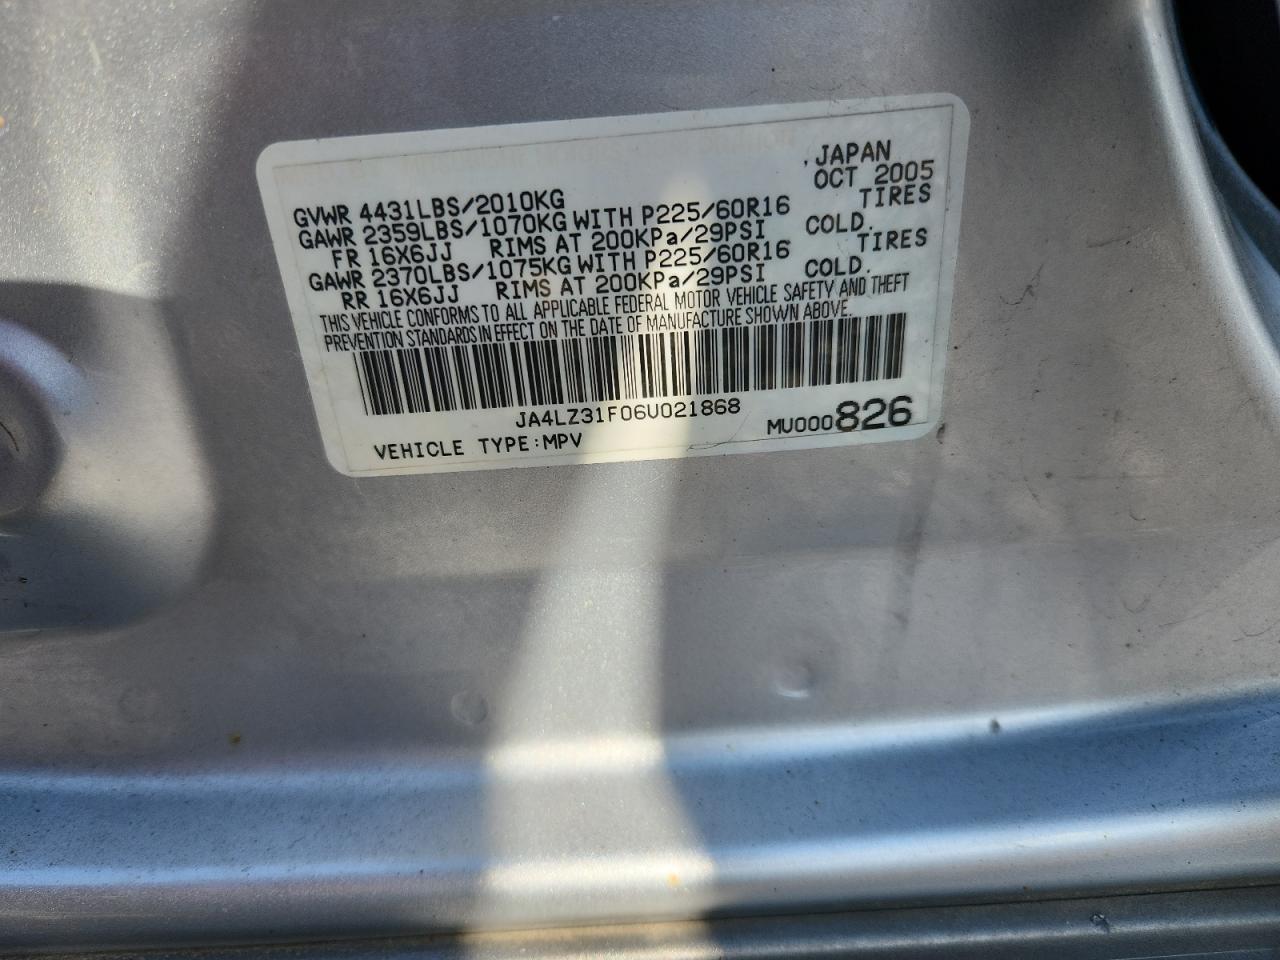 .JAPAN
OCT 2005
GVWR 4431LBS/2010KG
GAWR 2359LBS/1070KG WITH P225/60R16 TIRES
FR 16X6JJ RIMS AT 200KPa/29PSI COLD.
GAWR 2370LBS/1075KG WITH P225/60R16 TIRES
RR 16X6JJ RIMS AT 200KPa/29PSI COLD.
THIS VEHICLE CONFORMS TO ALL APPLICABLE FEDERAL MOTOR VEHICLE SAFETY AND THEFT
PREVENTION STANDARDS IN EFFECT ON THE DATE OF MANUFACTURE SHOWN ABOVE.
JA4LZ31F06U021868
VEHICLE TYPE:MPV
MU000826